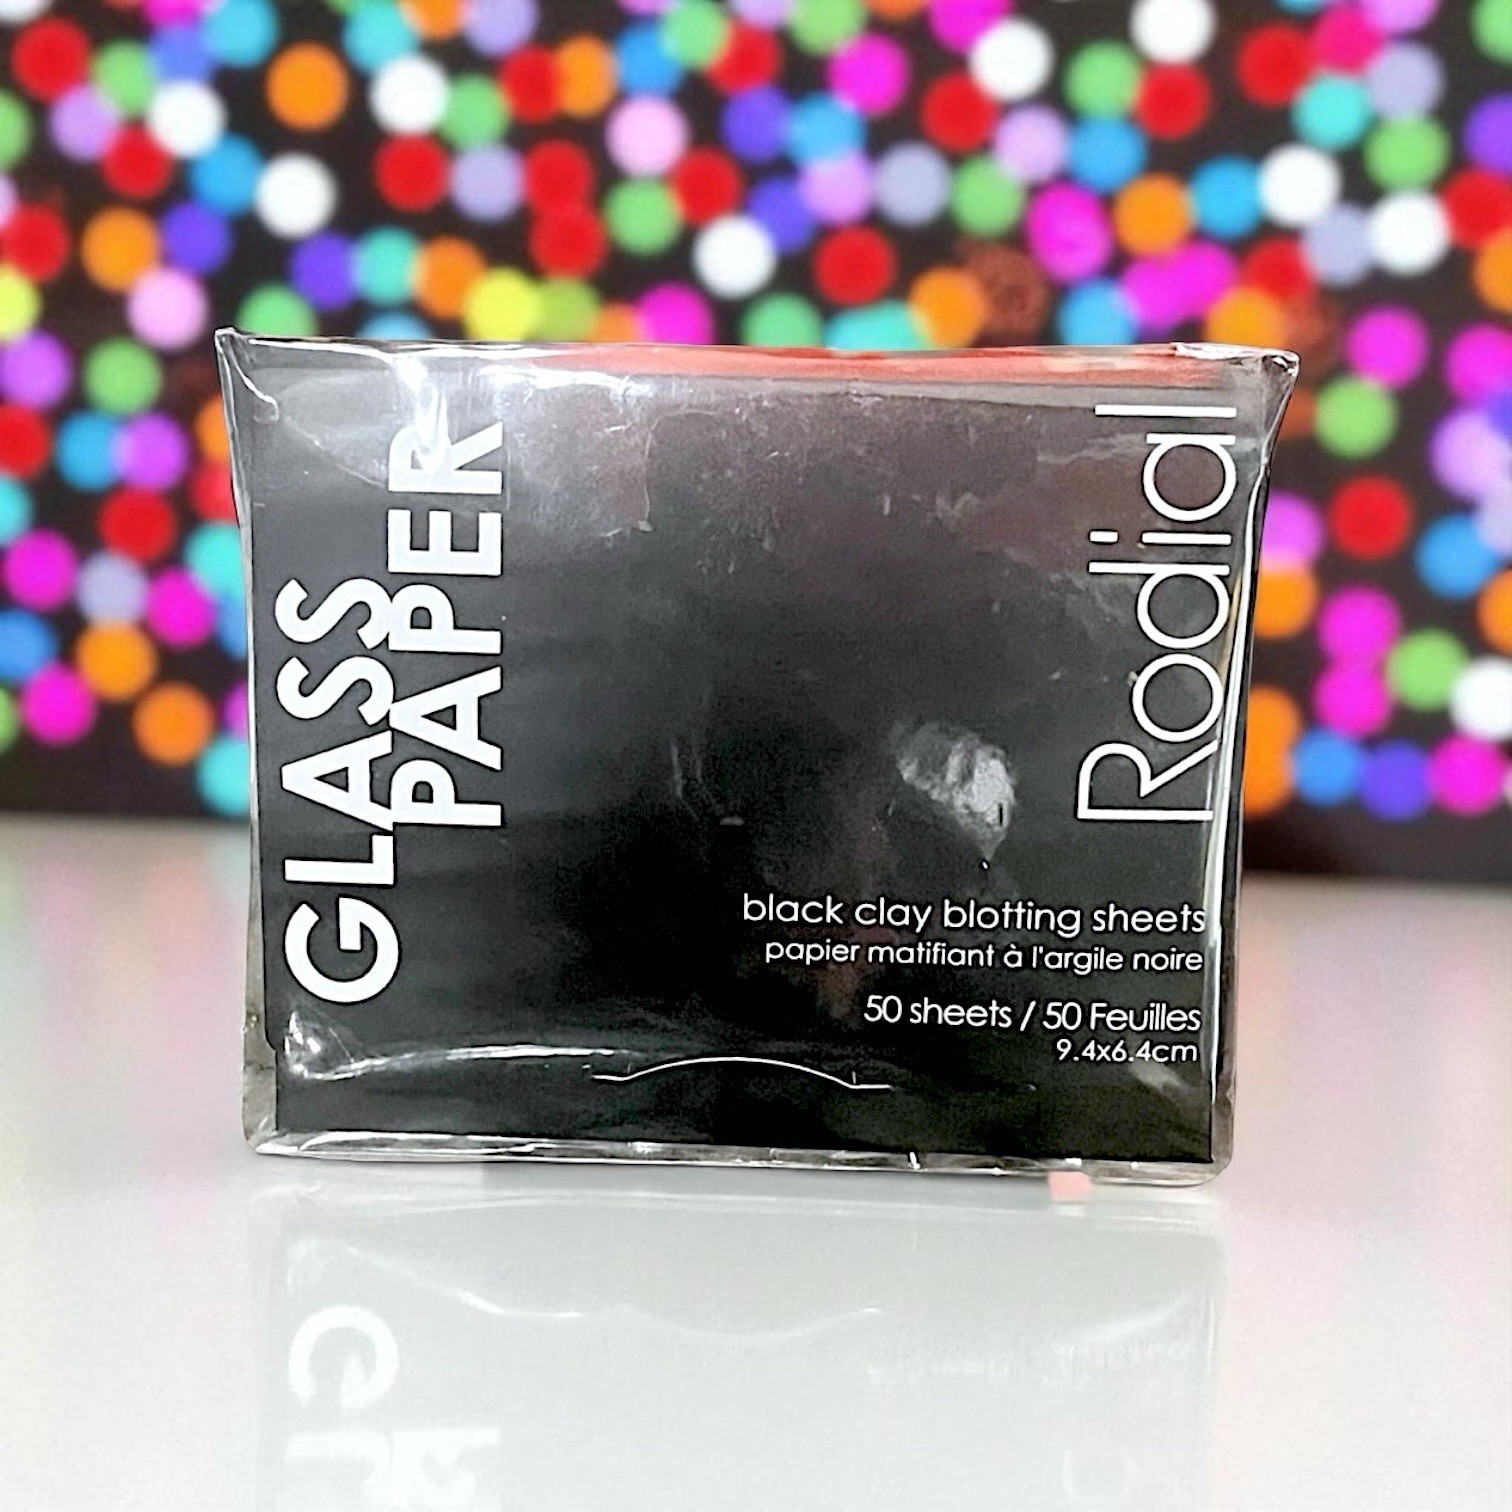 GLASS
PAPER
Rodial
black clay blotting sheets
papier matifiant à l'argile noire
50 sheets / 50 Feuilles
9.4x6.4cm